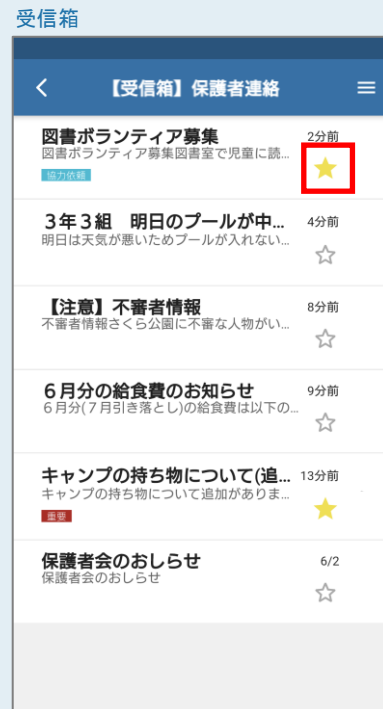 受信箱
【受信箱】保護者連絡
図書ボランティア募集 2分前
図書ボランティア募集図書室で児童に読...
協力依頼
３年３組　明日のプールが中... 4分前
明日は天気が悪いためプールが入れない...
【注意】不審者情報 8分前
不審者情報さくら公園に不審な人物がい...
６月分の給食費のお知らせ 9分前
６月分(７月引き落とし)の給食費は以下の...
キャンプの持ち物について(追... 13分前
キャンプの持ち物について追加がありま...
重要
保護者会のおしらせ 6/2
保護者会のおしらせ